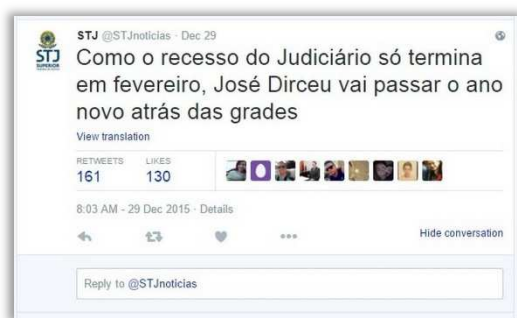 STJ @STJnoticias · Dec 29
STJ
SUPERIOR
Como o recesso do Judiciário só termina
em fevereiro, José Dirceu vai passar o ano
novo atrás das grades
View translation
RETWEETS LIKES
161 130
8:03 AM - 29 Dec 2015 · Details
Hide conversation
Reply to @STJnoticias